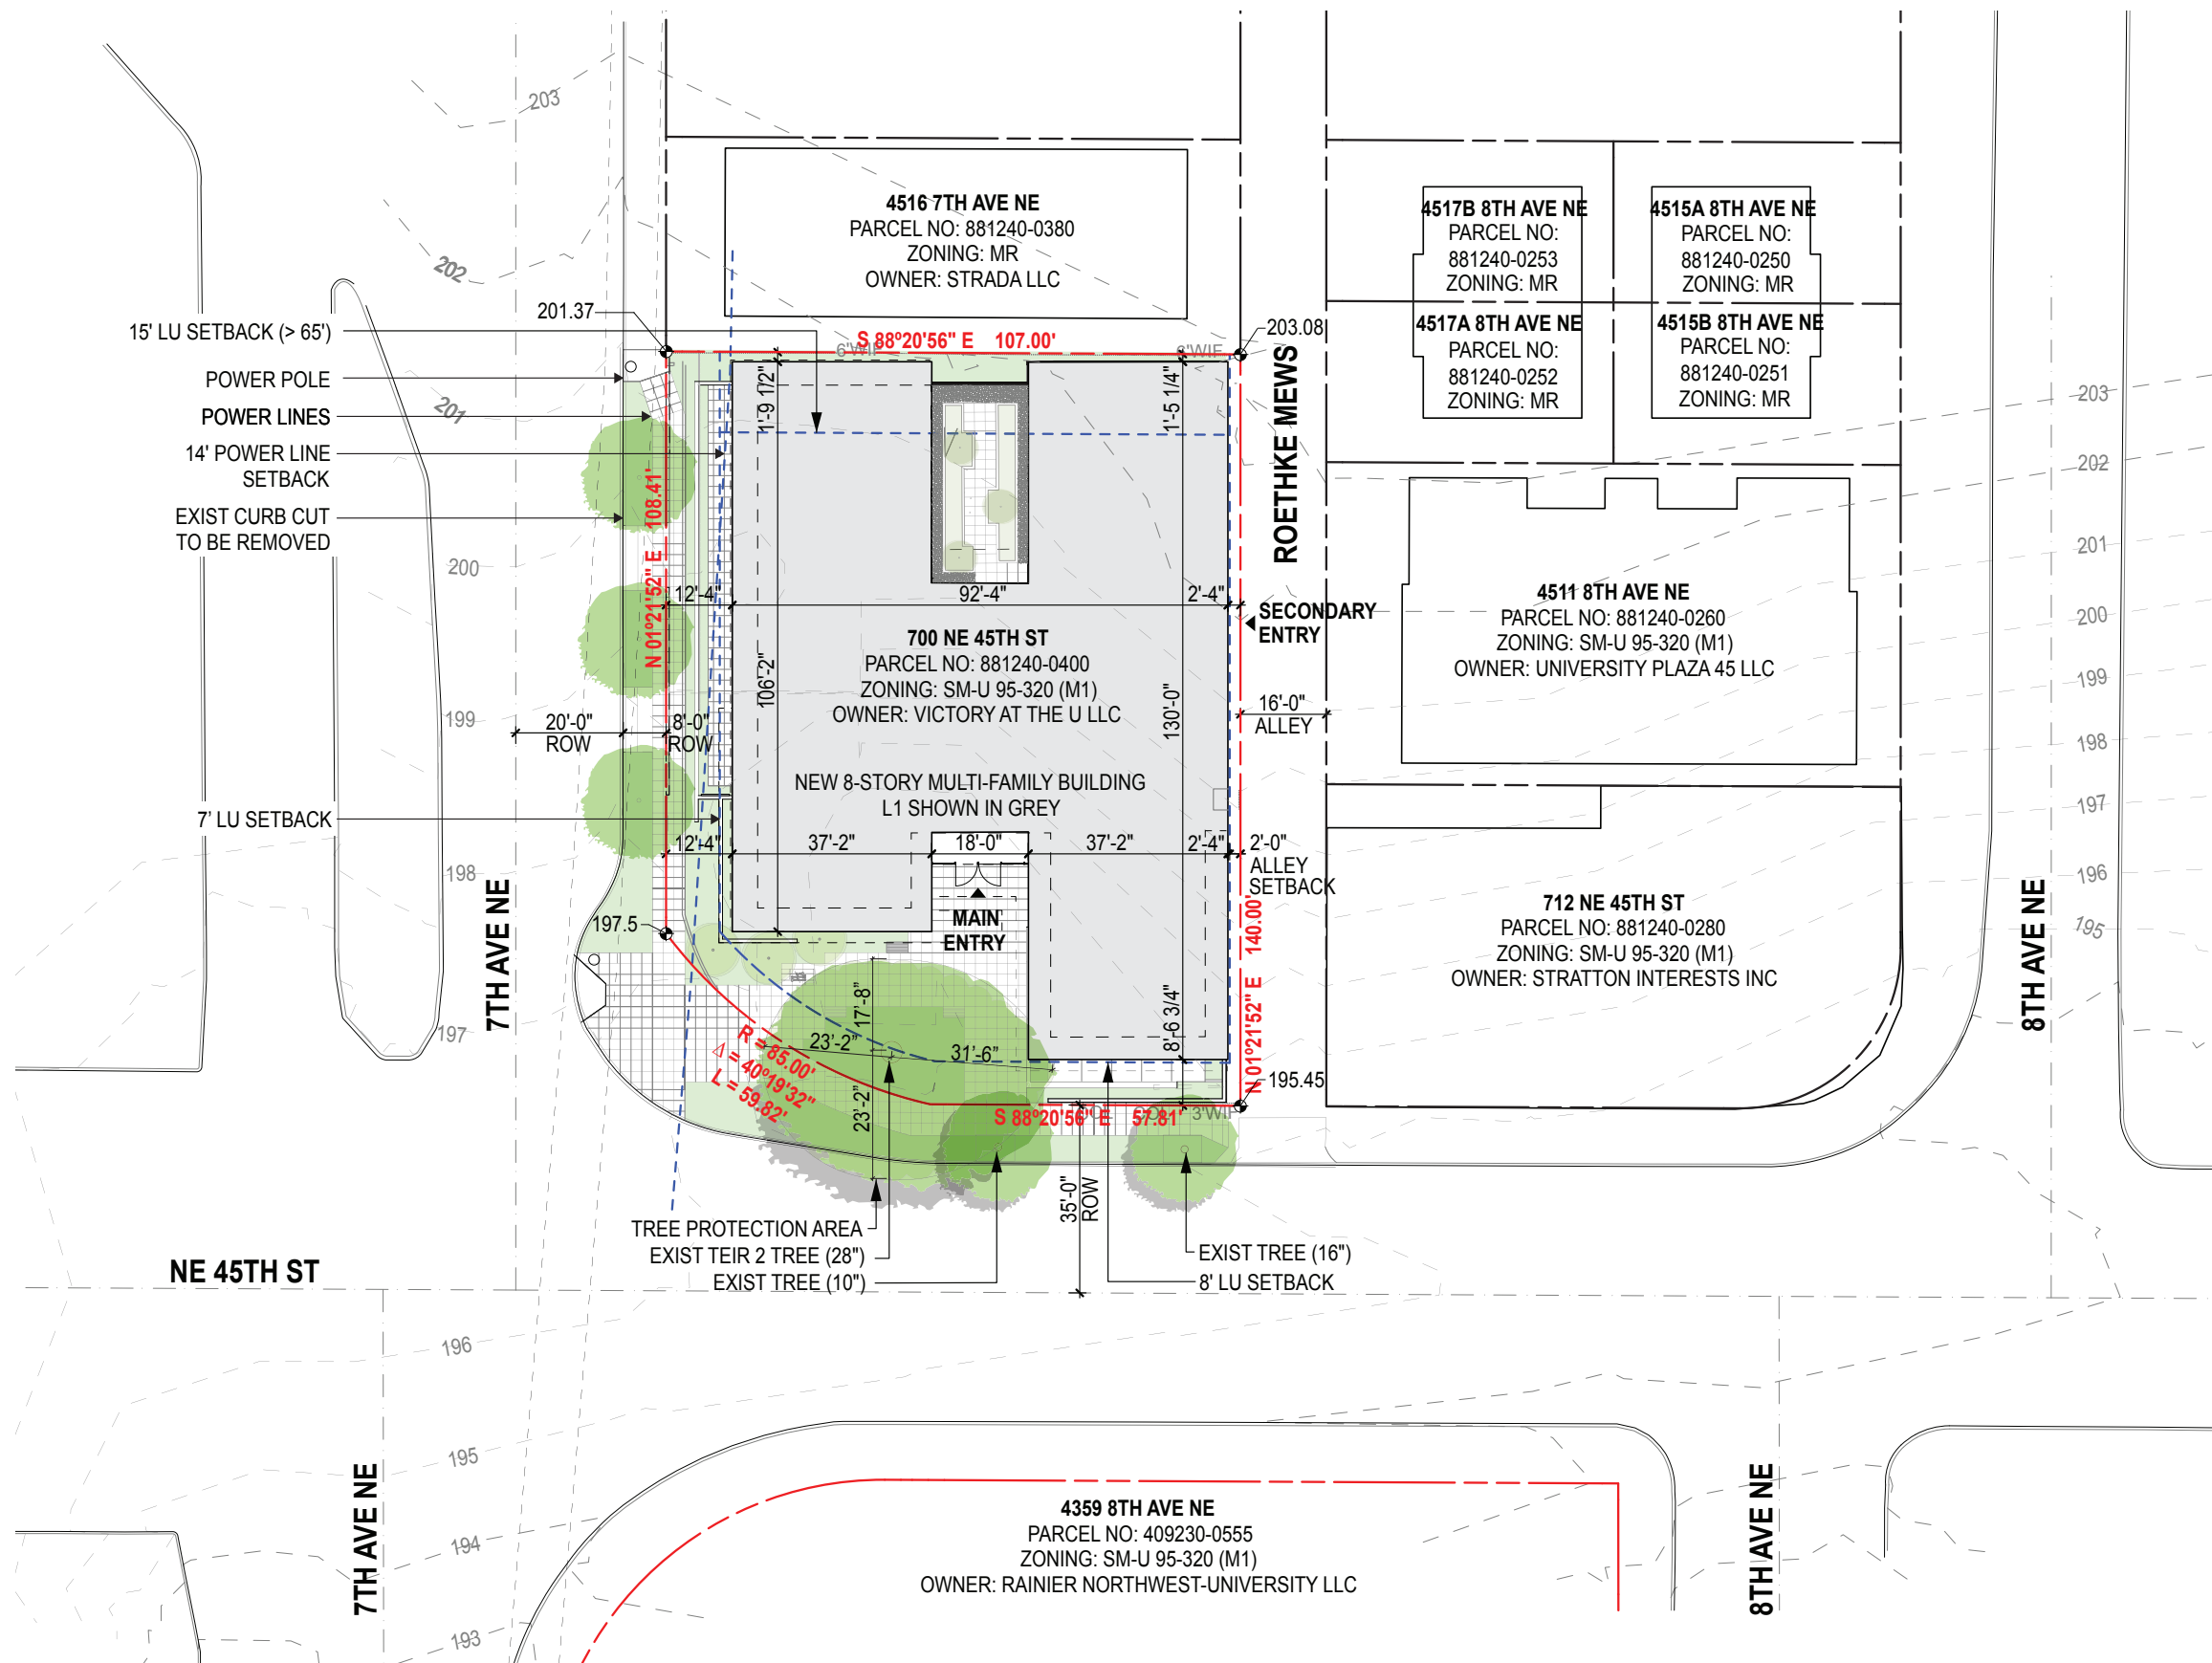 203
4516 7TH AVE NE
PARCEL NO: 881240-0380
ZONING: MR
OWNER: STRADA LLC
4517B 8TH AVE NE
PARCEL NO:
881240-0253
ZONING: MR
4515A 8TH AVE NE
PARCEL NO:
881240-0250
ZONING: MR
4517A 8TH AVE NE
PARCEL NO:
881240-0252
ZONING: MR
4515B 8TH AVE NE
PARCEL NO:
881240-0251
ZONING: MR
202
201.37
203.08
15' LU SETBACK (> 65')
POWER POLE
POWER LINES
14' POWER LINE
SETBACK
EXIST CURB CUT
TO BE REMOVED
7' LU SETBACK
S 88°20'56" E 107.00'
6'WIF
6'WIF
1'-9 1/2"
1'-5 1/4"
ROETHKE MEWS
201
200
199
198
197
N 01°21'52" E 108.41'
12'-4"
92'-4"
2'-4"
SECONDARY
ENTRY
700 NE 45TH ST
PARCEL NO: 881240-0400
ZONING: SM-U 95-320 (M1)
OWNER: VICTORY AT THE U LLC
106'-2"
130'-0"
20'-0"
ROW
8'-0"
ROW
16'-0"
ALLEY
NEW 8-STORY MULTI-FAMILY BUILDING
L1 SHOWN IN GREY
12'-4"
37'-2"
18'-0"
37'-2"
2'-4"
2'-0"
ALLEY
SETBACK
MAIN
ENTRY
197.5
4511 8TH AVE NE
PARCEL NO: 881240-0260
ZONING: SM-U 95-320 (M1)
OWNER: UNIVERSITY PLAZA 45 LLC
712 NE 45TH ST
PARCEL NO: 881240-0280
ZONING: SM-U 95-320 (M1)
OWNER: STRATTON INTERESTS INC
203
202
201
200
199
198
197
196
195
7TH AVE NE
8TH AVE NE
17'-8"
23'-2"
31'-6"
23'-2"
8'-6 3/4"
R = 85.00'
Δ = 40°19'32"
L = 59.82'
N 01°21'52" E 140.00'
195.45
S 88°20'56" E 57.81'
3'WIF
35'-0"
ROW
TREE PROTECTION AREA
EXIST TEIR 2 TREE (28")
EXIST TREE (10")
EXIST TREE (16")
8' LU SETBACK
NE 45TH ST
196
195
194
193
7TH AVE NE
8TH AVE NE
4359 8TH AVE NE
PARCEL NO: 409230-0555
ZONING: SM-U 95-320 (M1)
OWNER: RAINIER NORTHWEST-UNIVERSITY LLC